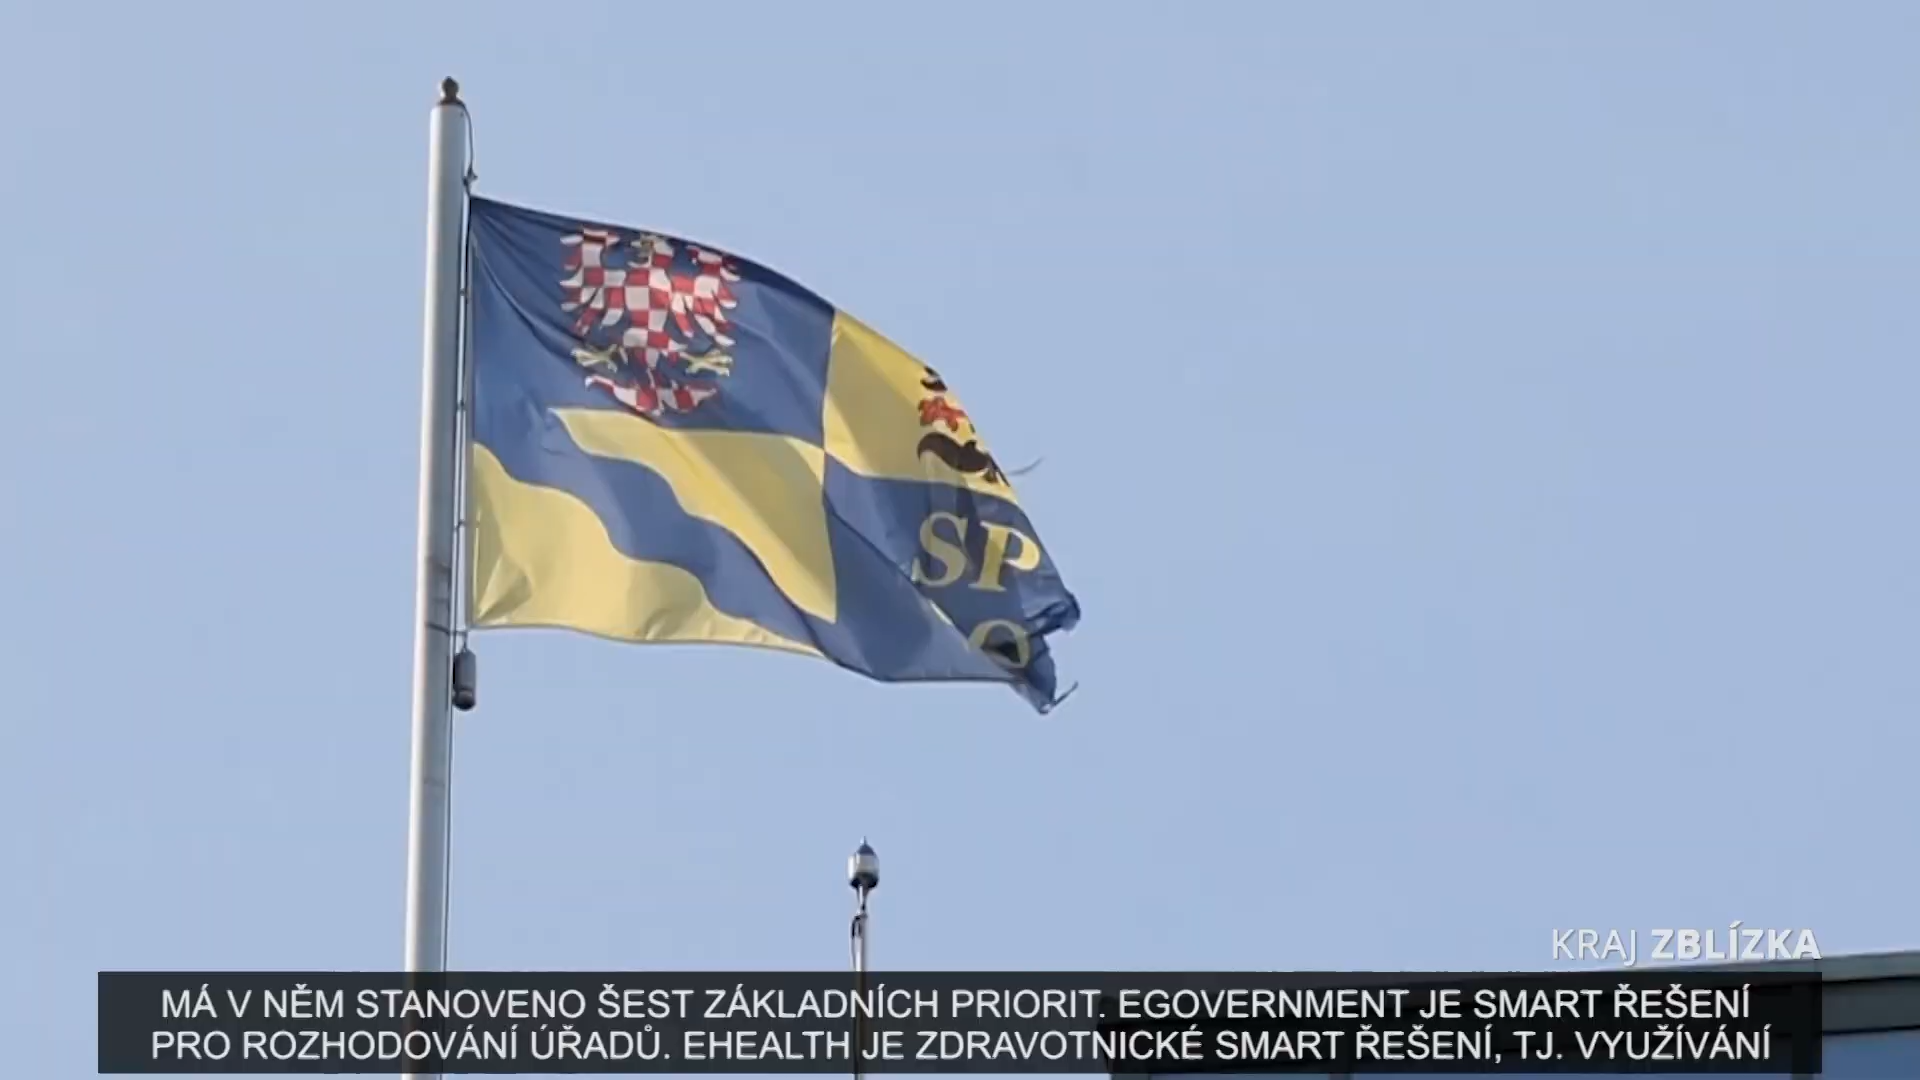 SP
O
KRAJ ZBLÍZKA
MÁ V NĚM STANOVENO ŠEST ZÁKLADNÍCH PRIORIT. EGOVERNMENT JE SMART ŘEŠENÍ
PRO ROZHODOVÁNÍ ÚŘADŮ. EHEALTH JE ZDRAVOTNICKÉ SMART ŘEŠENÍ, TJ. VYUŽÍVÁNÍ